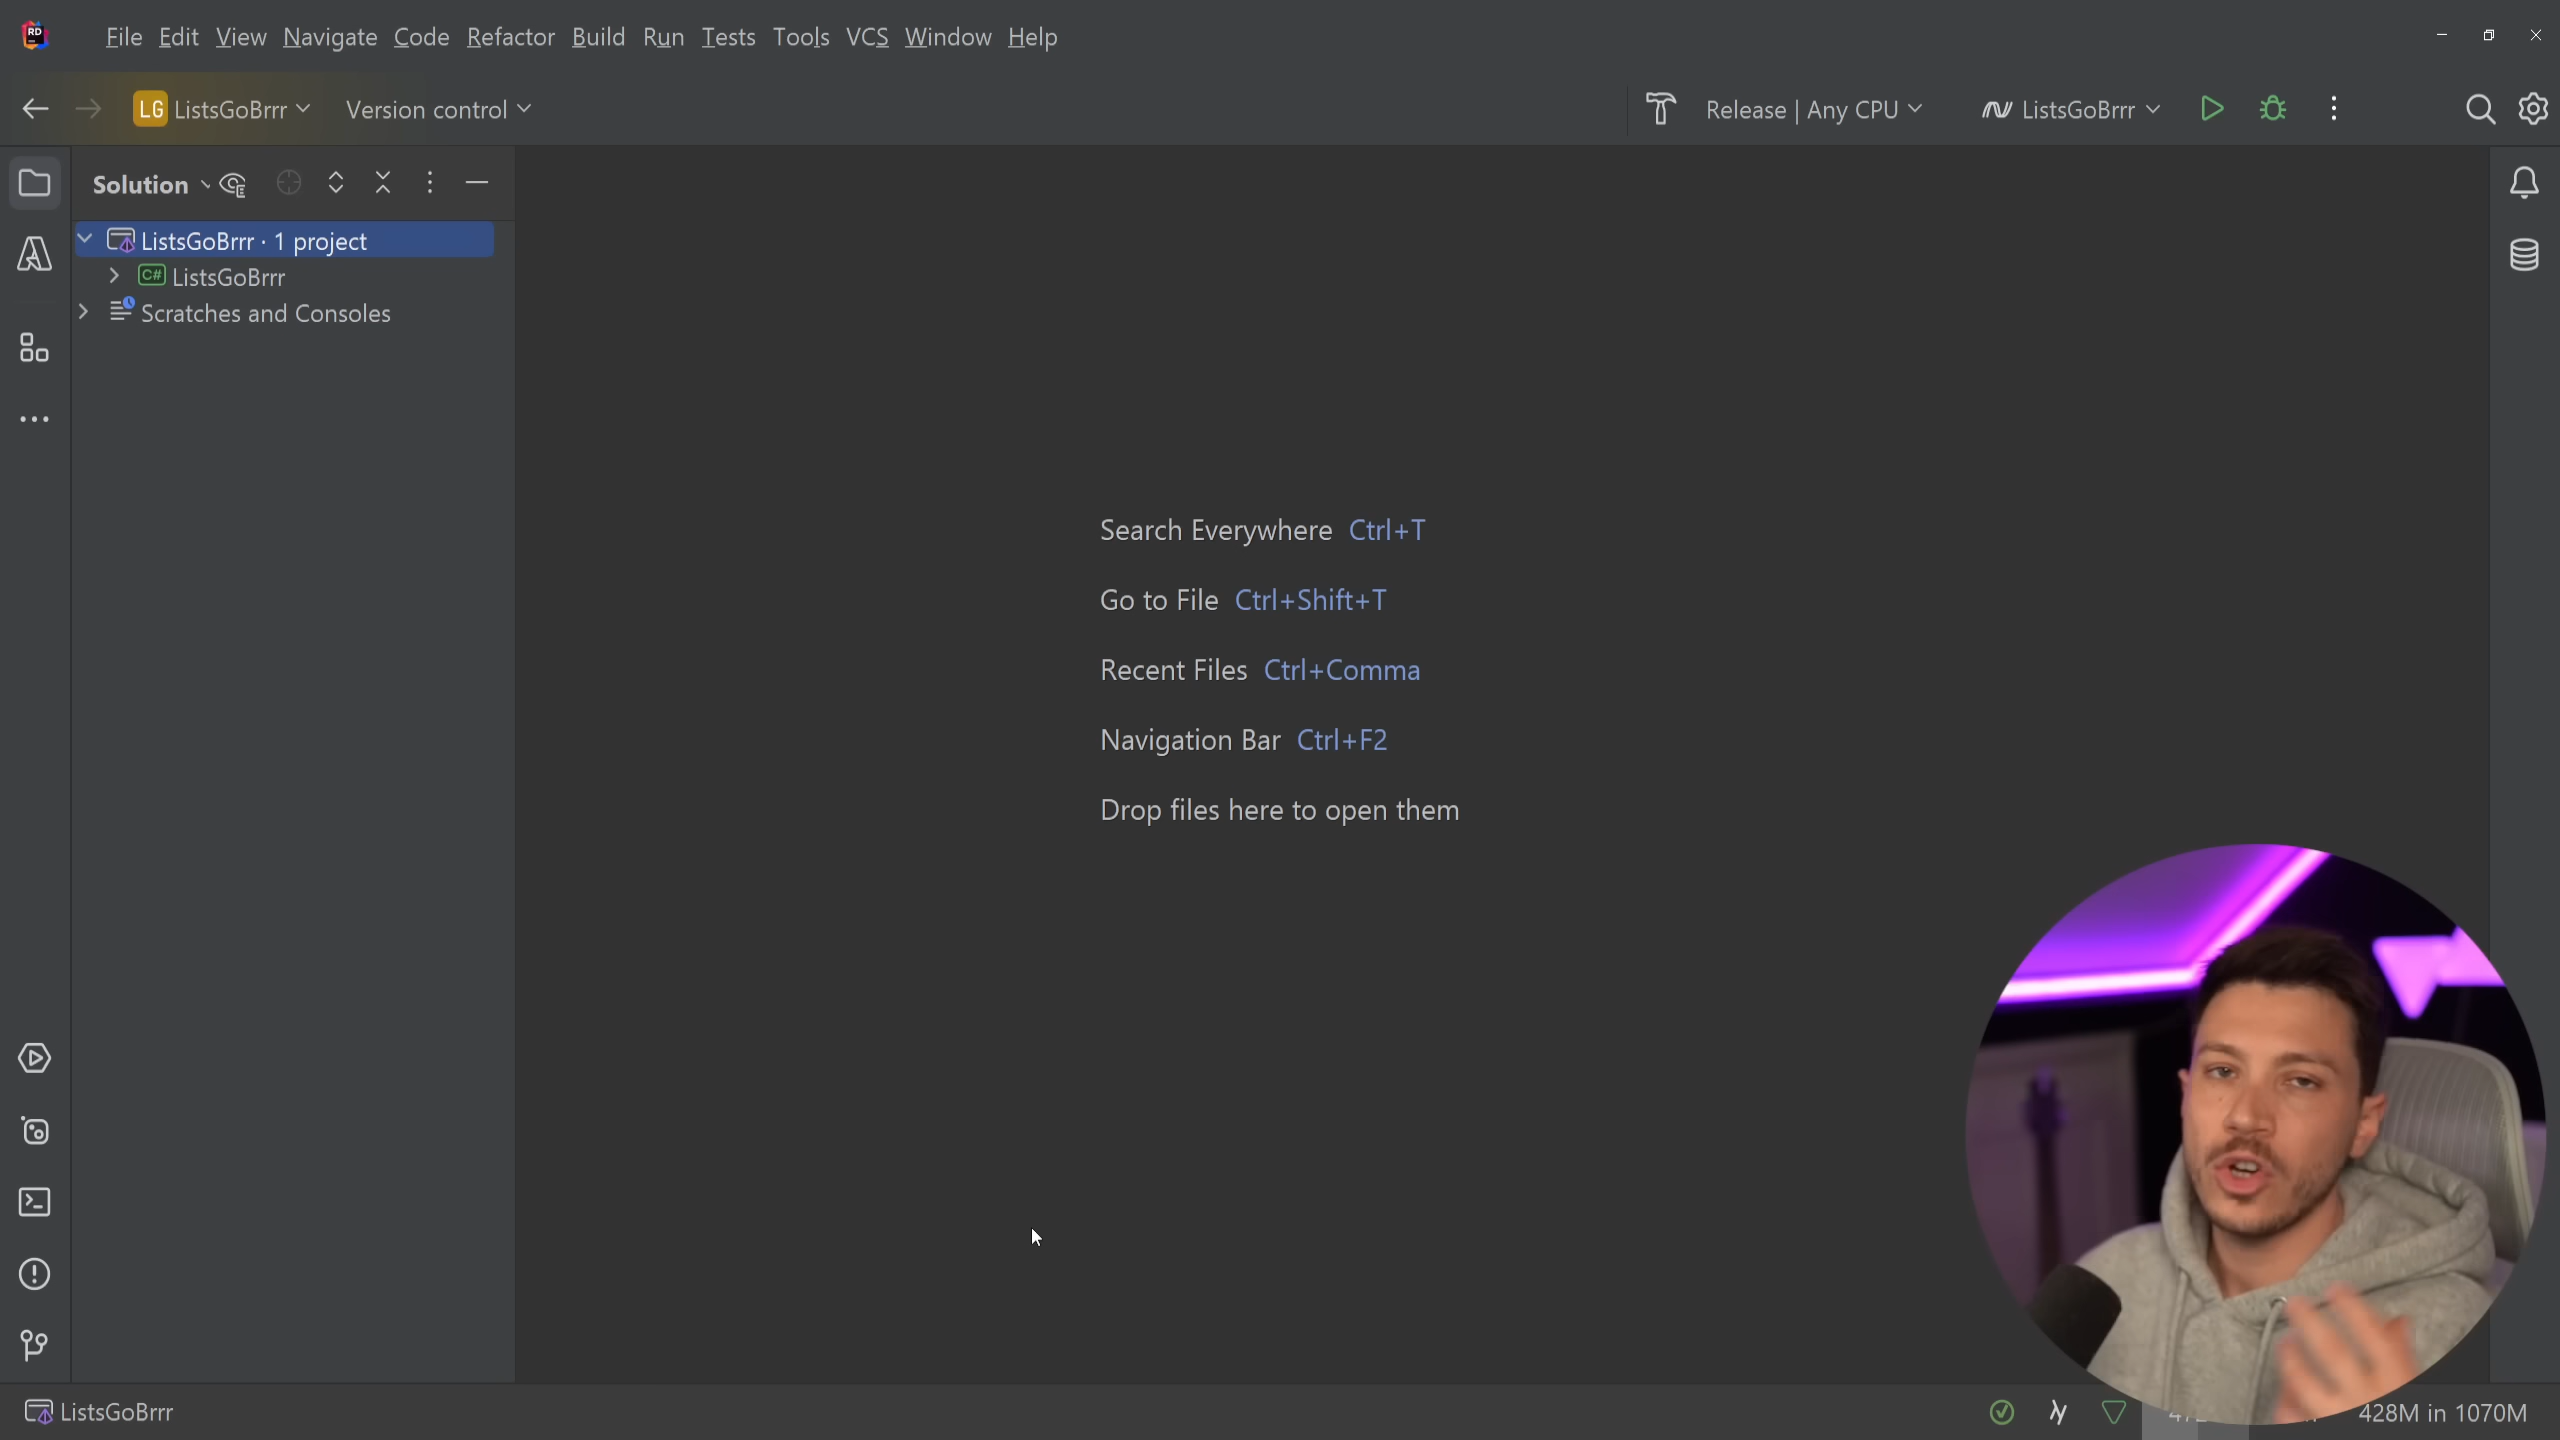 RD File Edit View Navigate Code Refactor Build Run Tests Tools VCS Window Help
LG ListsGoBrrr Version control Release | Any CPU ListsGoBrrr
Solution
ListsGoBrrr · 1 project
C# ListsGoBrrr
Scratches and Consoles
Search Everywhere Ctrl+T
Go to File Ctrl+Shift+T
Recent Files Ctrl+Comma
Navigation Bar Ctrl+F2
Drop files here to open them
ListsGoBrrr 428M in 1070M